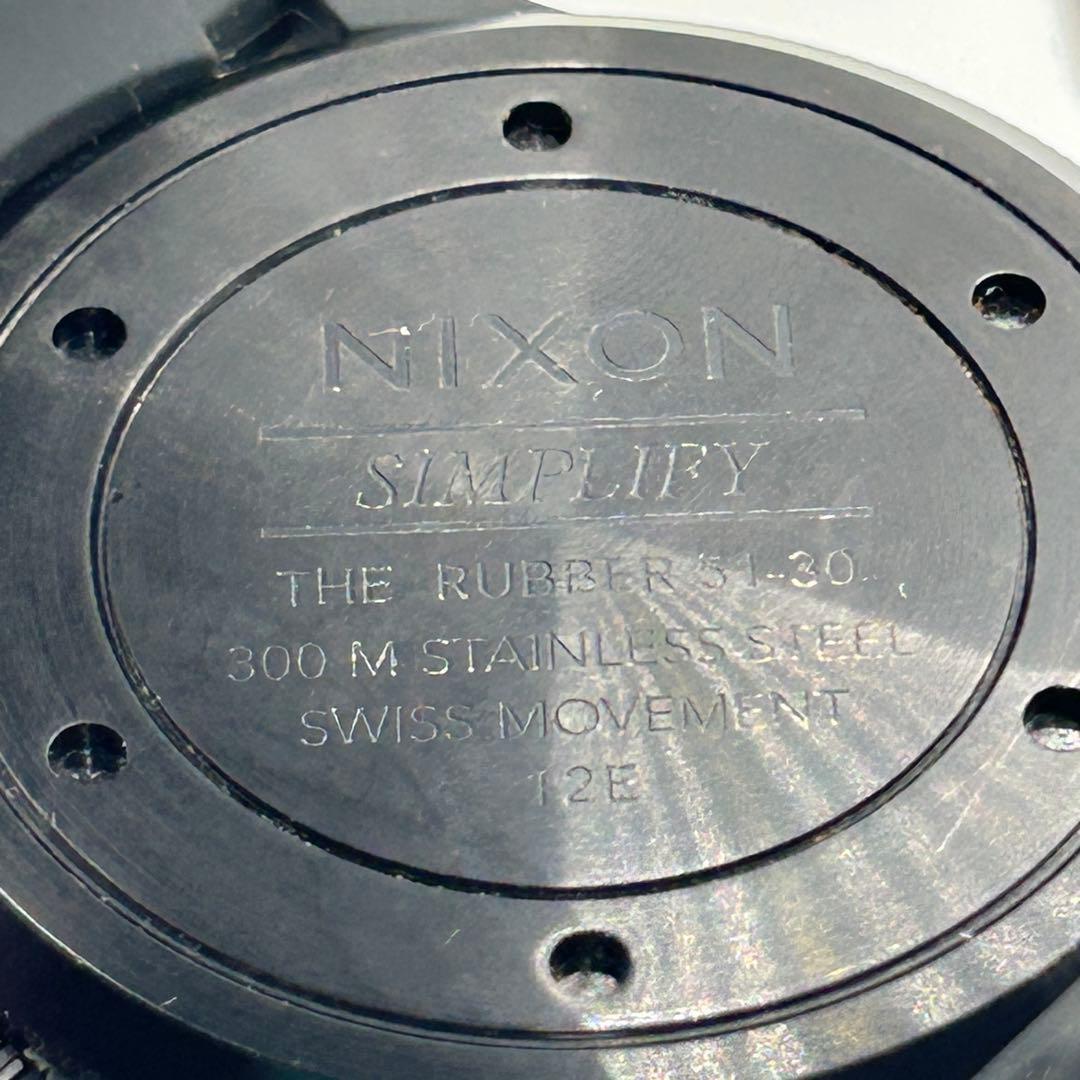 NIXON
SIMPLIFY
THE RUBBER 51-30
300 M STAINLESS STEEL
SWISS MOVEMENT
12E